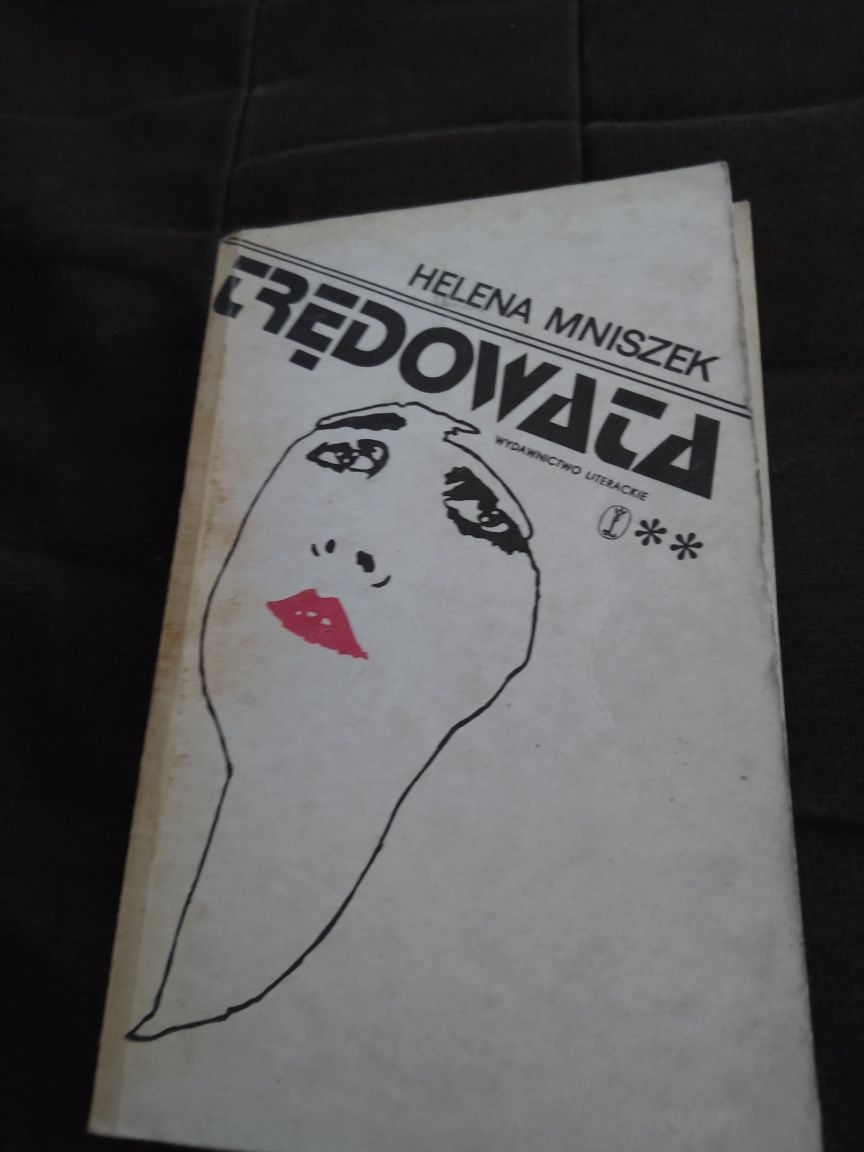 HELENA MNISZEK
TRĘDOWATA
WYDAWNICTWO LITERACKIE
**